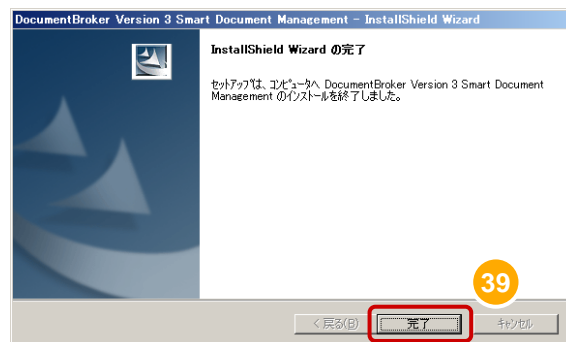 DocumentBroker Version 3 Smart Document Management - InstallShield Wizard
InstallShield Wizard の完了
セットアップは、コンピュータへ DocumentBroker Version 3 Smart Document
Management のインストールを終了しました。
39
< 戻る(B)
完了
キャンセル